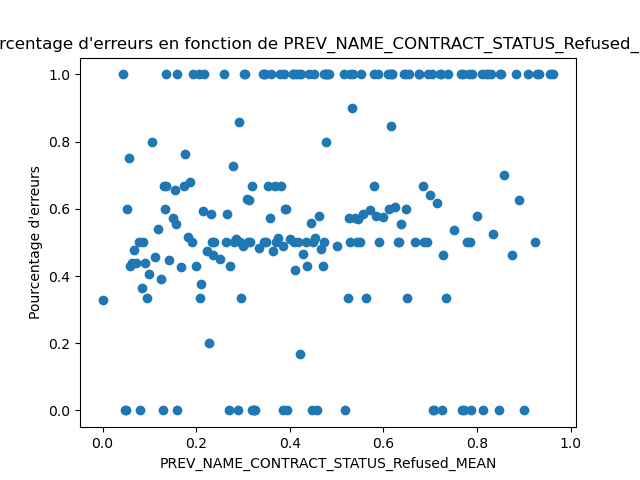 rcentage d'erreurs en fonction de PREV_NAME_CONTRACT_STATUS_Refused_
1.0
0.8
0.6
0.4
0.2
0.0
Pourcentage d'erreurs
0.0 0.2 0.4 0.6 0.8 1.0
PREV_NAME_CONTRACT_STATUS_Refused_MEAN